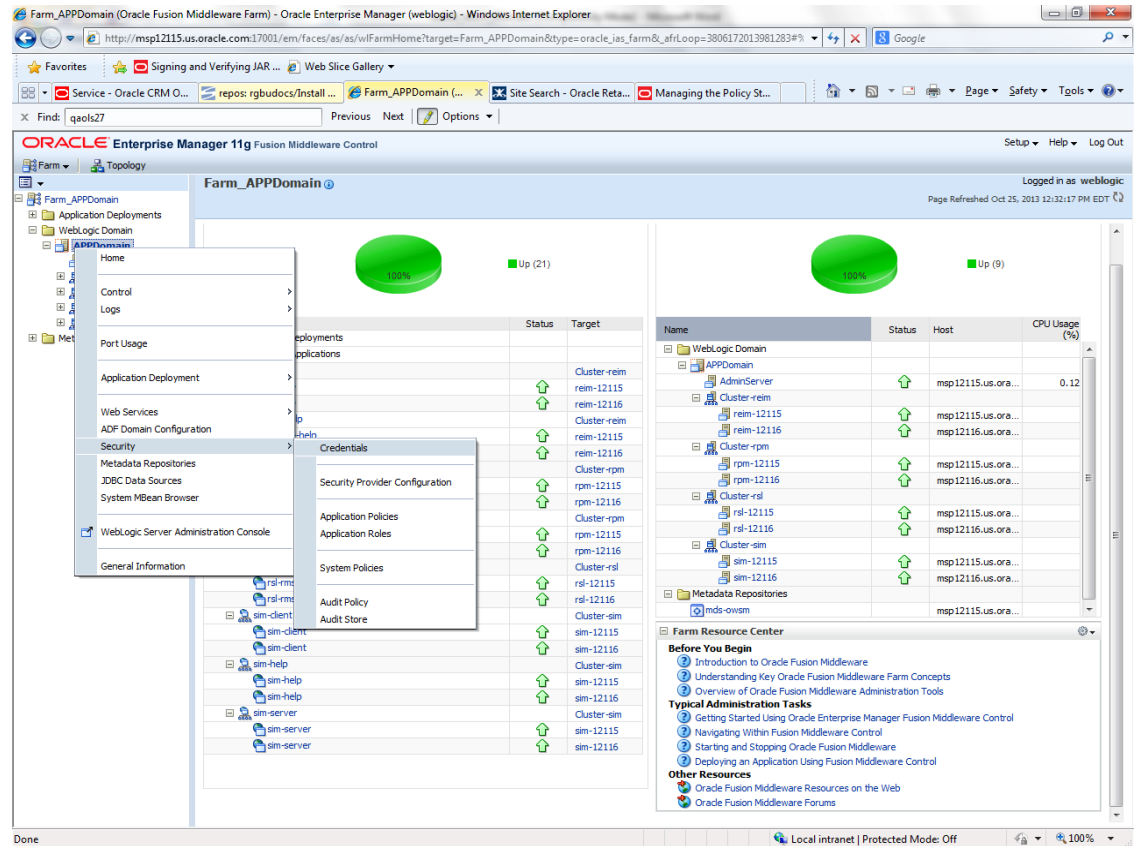 Farm_APPDomain (Oracle Fusion Middleware Farm) - Oracle Enterprise Manager (weblogic) - Windows Internet Explorer
http://msp12115.us.oracle.com:17001/em/faces/as/as/wlFarmHome?target=Farm_APPDomain&type=oracle_ias_farm&_afrLoop=3806172013981283#%
Google
Favorites Signing and Verifying JAR ... Web Slice Gallery
Service - Oracle CRM O... repos: rgbudocs/Install ... Farm_APPDomain (... X Site Search - Oracle Reta... Managing the Policy St... Page Safety Tools
X Find: qaols27 Previous Next Options
ORACLE Enterprise Manager 11g Fusion Middleware Control Setup Help Log Out
Farm Topology
Farm_APPDomain Logged in as weblogic
Page Refreshed Oct 25, 2013 12:32:17 PM EDT
Farm_APPDomain
Application Deployments
WebLogic Domain
APPDomain
Met
Home
Control
Logs
Port Usage
Application Deployment
Web Services
ADF Domain Configuration
Security
Metadata Repositories
JDBC Data Sources
System MBean Browser
WebLogic Server Administration Console
General Information
Credentials
Security Provider Configuration
Application Policies
Application Roles
System Policies
Audit Policy
Audit Store
100% Up (21)
Status Target
eployments
pplications
Cluster-reim
reim-12115
reim-12116
lp Cluster-reim
-help reim-12115
reim-12116
Cluster-rpm
rpm-12115
rpm-12116
Cluster-rpm
rpm-12115
rpm-12116
Cluster-rsl
rsl-rms rsl-12115
rsl-rms rsl-12116
sim-client Cluster-sim
sim-client sim-12115
sim-client sim-12116
sim-help Cluster-sim
sim-help sim-12115
sim-help sim-12116
sim-server Cluster-sim
sim-server sim-12115
sim-server sim-12116
100% Up (9)
Name Status Host CPU Usage (%)
WebLogic Domain
APPDomain
AdminServer msp12115.us.ora... 0.12
Cluster-reim
reim-12115 msp12115.us.ora...
reim-12116 msp12116.us.ora...
Cluster-rpm
rpm-12115 msp12115.us.ora...
rpm-12116 msp12116.us.ora...
Cluster-rsl
rsl-12115 msp12115.us.ora...
rsl-12116 msp12116.us.ora...
Cluster-sim
sim-12115 msp12115.us.ora...
sim-12116 msp12116.us.ora...
Metadata Repositories
mds-owsm msp12115.us.ora...
Farm Resource Center
Before You Begin
Introduction to Oracle Fusion Middleware
Understanding Key Oracle Fusion Middleware Farm Concepts
Overview of Oracle Fusion Middleware Administration Tools
Typical Administration Tasks
Getting Started Using Oracle Enterprise Manager Fusion Middleware Control
Navigating Within Fusion Middleware Control
Starting and Stopping Oracle Fusion Middleware
Deploying an Application Using Fusion Middleware Control
Other Resources
Oracle Fusion Middleware Resources on the Web
Oracle Fusion Middleware Forums
Done Local intranet | Protected Mode: Off 100%